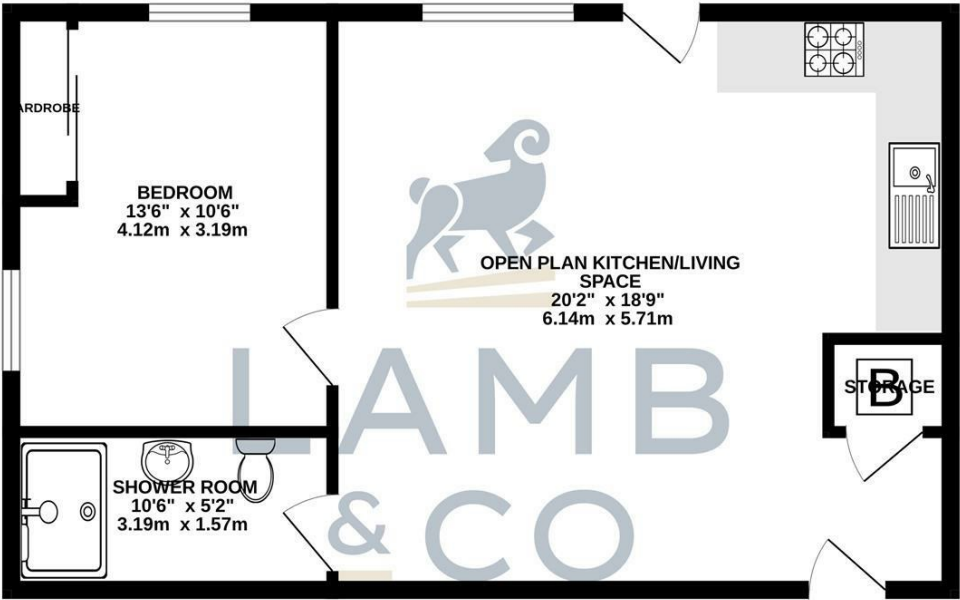 ARDROBE
BEDROOM
13'6" x 10'6"
4.12m x 3.19m
OPEN PLAN KITCHEN/LIVING
SPACE
20'2" x 18'9"
6.14m x 5.71m
LAMB
& CO
STORAGE
B
SHOWER ROOM
10'6" x 5'2"
3.19m x 1.57m